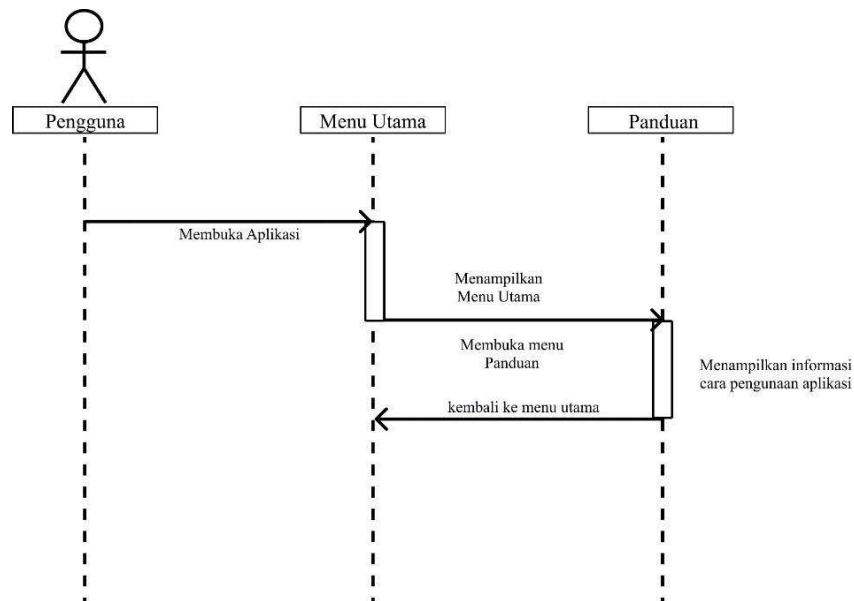 Pengguna
Menu Utama
Panduan
Membuka Aplikasi
Menampilkan
Menu Utama
Membuka menu
Panduan
Menampilkan informasi
cara pengunaan aplikasi
kembali ke menu utama